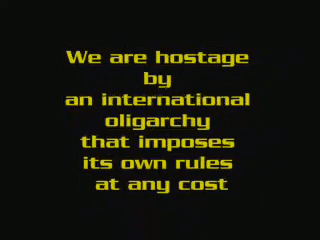 We are hostage
by
an international
oligarchy
that imposes
its own rules
at any cost